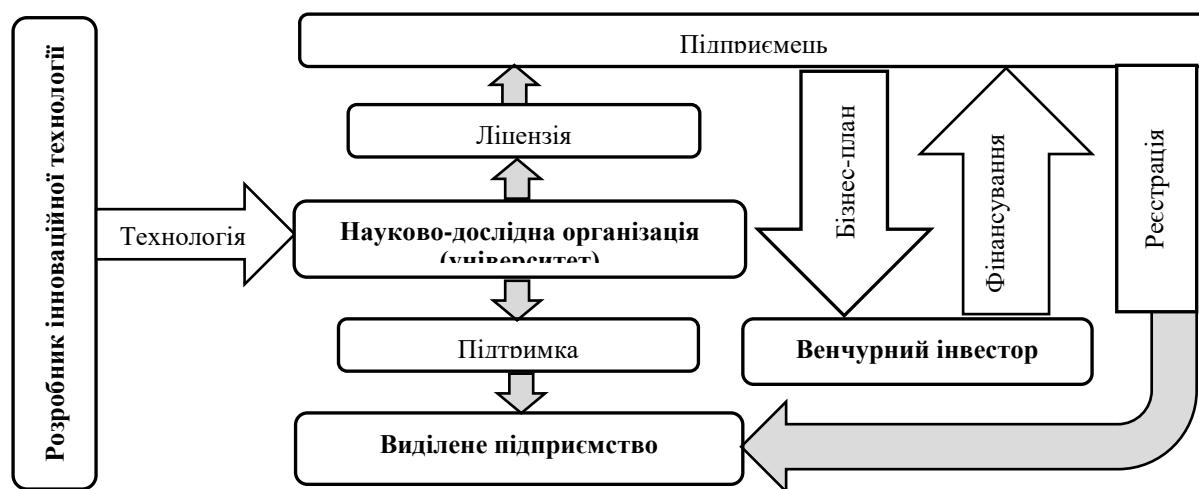 Розробник інноваційної технології
Підприємець
Ліцензія
Технологія
Науково-дослідна організація
(університет)
Підтримка
Виділене підприємство
Бізнес-план
Фінансування
Реєстрація
Венчурний інвестор